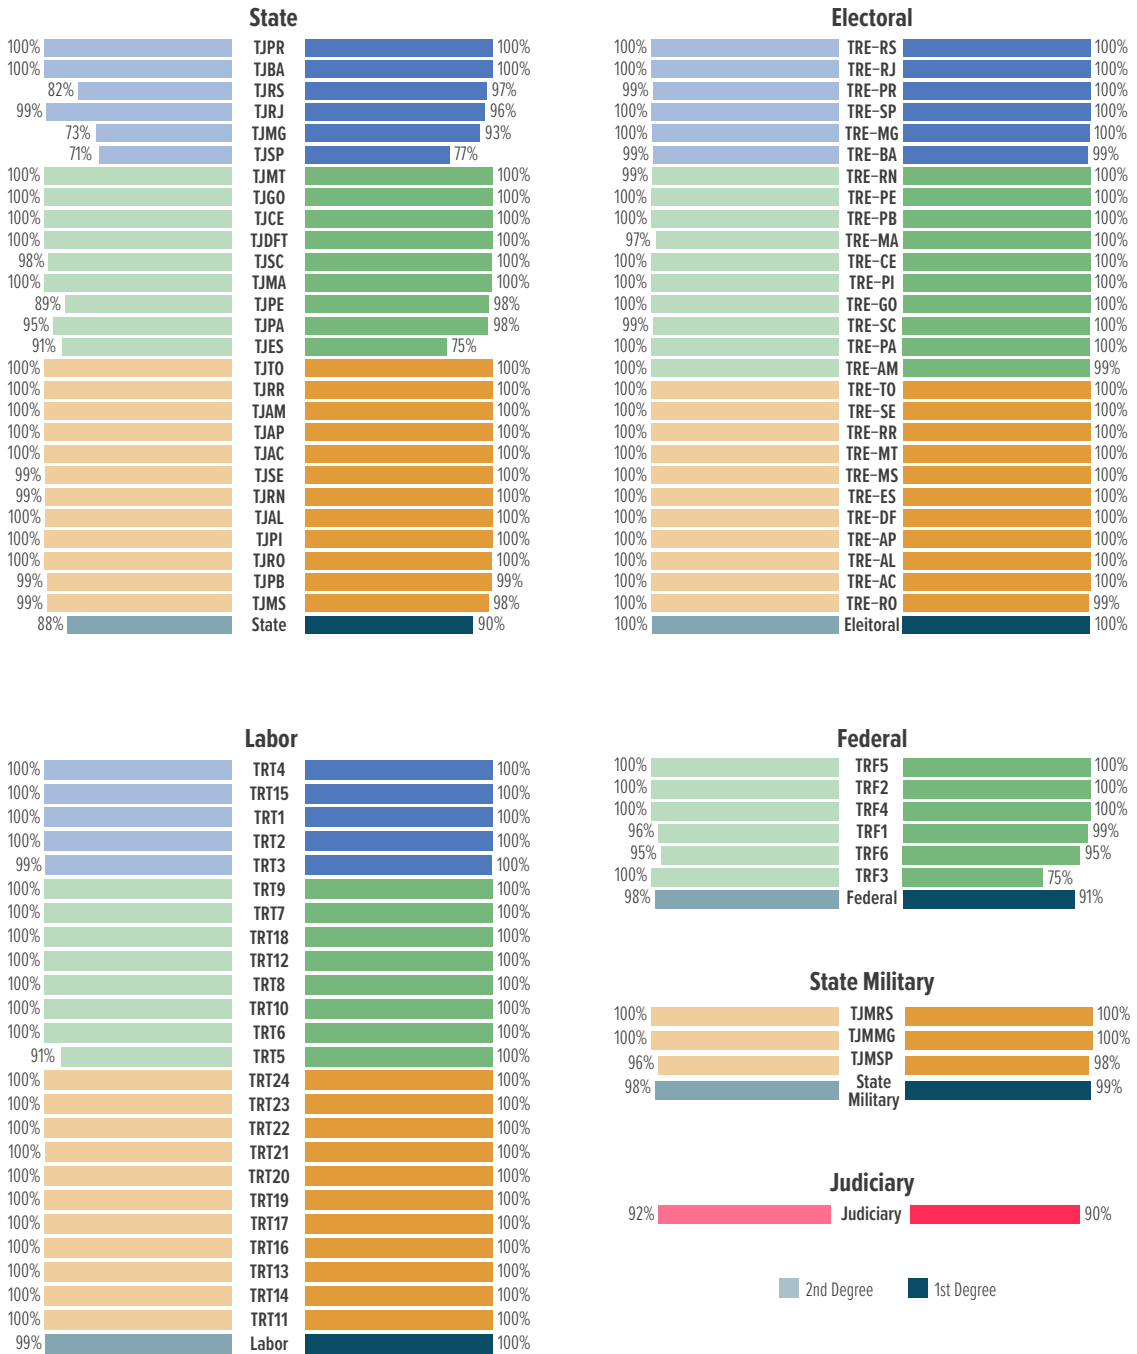 State
100% TJPR 100%
100% TJBA 100%
82% TJRS 97%
99% TJRJ 96%
73% TJMG 93%
71% TJSP 77%
100% TJMT 100%
100% TJGO 100%
100% TJCE 100%
100% TJDFT 100%
98% TJSC 100%
100% TJMA 100%
89% TJPE 98%
95% TJPA 98%
91% TJES 75%
100% TJTO 100%
100% TJRR 100%
100% TJAM 100%
100% TJAP 100%
100% TJAC 100%
99% TJSE 100%
99% TJRN 100%
100% TJAL 100%
100% TJPI 100%
100% TJRO 100%
99% TJPB 99%
99% TJMS 98%
88% State 90%
Electoral
100% TRE-RS 100%
100% TRE-RJ 100%
99% TRE-PR 100%
100% TRE-SP 100%
100% TRE-MG 100%
99% TRE-BA 99%
99% TRE-RN 100%
100% TRE-PE 100%
100% TRE-PB 100%
97% TRE-MA 100%
100% TRE-CE 100%
100% TRE-PI 100%
100% TRE-GO 100%
99% TRE-SC 100%
100% TRE-PA 100%
100% TRE-AM 99%
100% TRE-TO 100%
100% TRE-SE 100%
100% TRE-RR 100%
100% TRE-MT 100%
100% TRE-MS 100%
100% TRE-ES 100%
100% TRE-DF 100%
100% TRE-AP 100%
100% TRE-AL 100%
100% TRE-AC 100%
100% TRE-RO 99%
100% Eleitoral 100%
Labor
100% TRT4 100%
100% TRT15 100%
100% TRT1 100%
100% TRT2 100%
99% TRT3 100%
100% TRT9 100%
100% TRT7 100%
100% TRT18 100%
100% TRT12 100%
100% TRT8 100%
100% TRT10 100%
100% TRT6 100%
91% TRT5 100%
100% TRT24 100%
100% TRT23 100%
100% TRT22 100%
100% TRT21 100%
100% TRT20 100%
100% TRT19 100%
100% TRT17 100%
100% TRT16 100%
100% TRT13 100%
100% TRT14 100%
100% TRT11 100%
99% Labor 100%
Federal
100% TRF5 100%
100% TRF2 100%
100% TRF4 100%
96% TRF1 99%
95% TRF6 95%
100% TRF3 75%
98% Federal 91%
State Military
100% TJMRS 100%
100% TJMMG 100%
96% TJMSP 98%
98% State 99%
Military
Judiciary
92% Judiciary 90%
2nd Degree 1st Degree